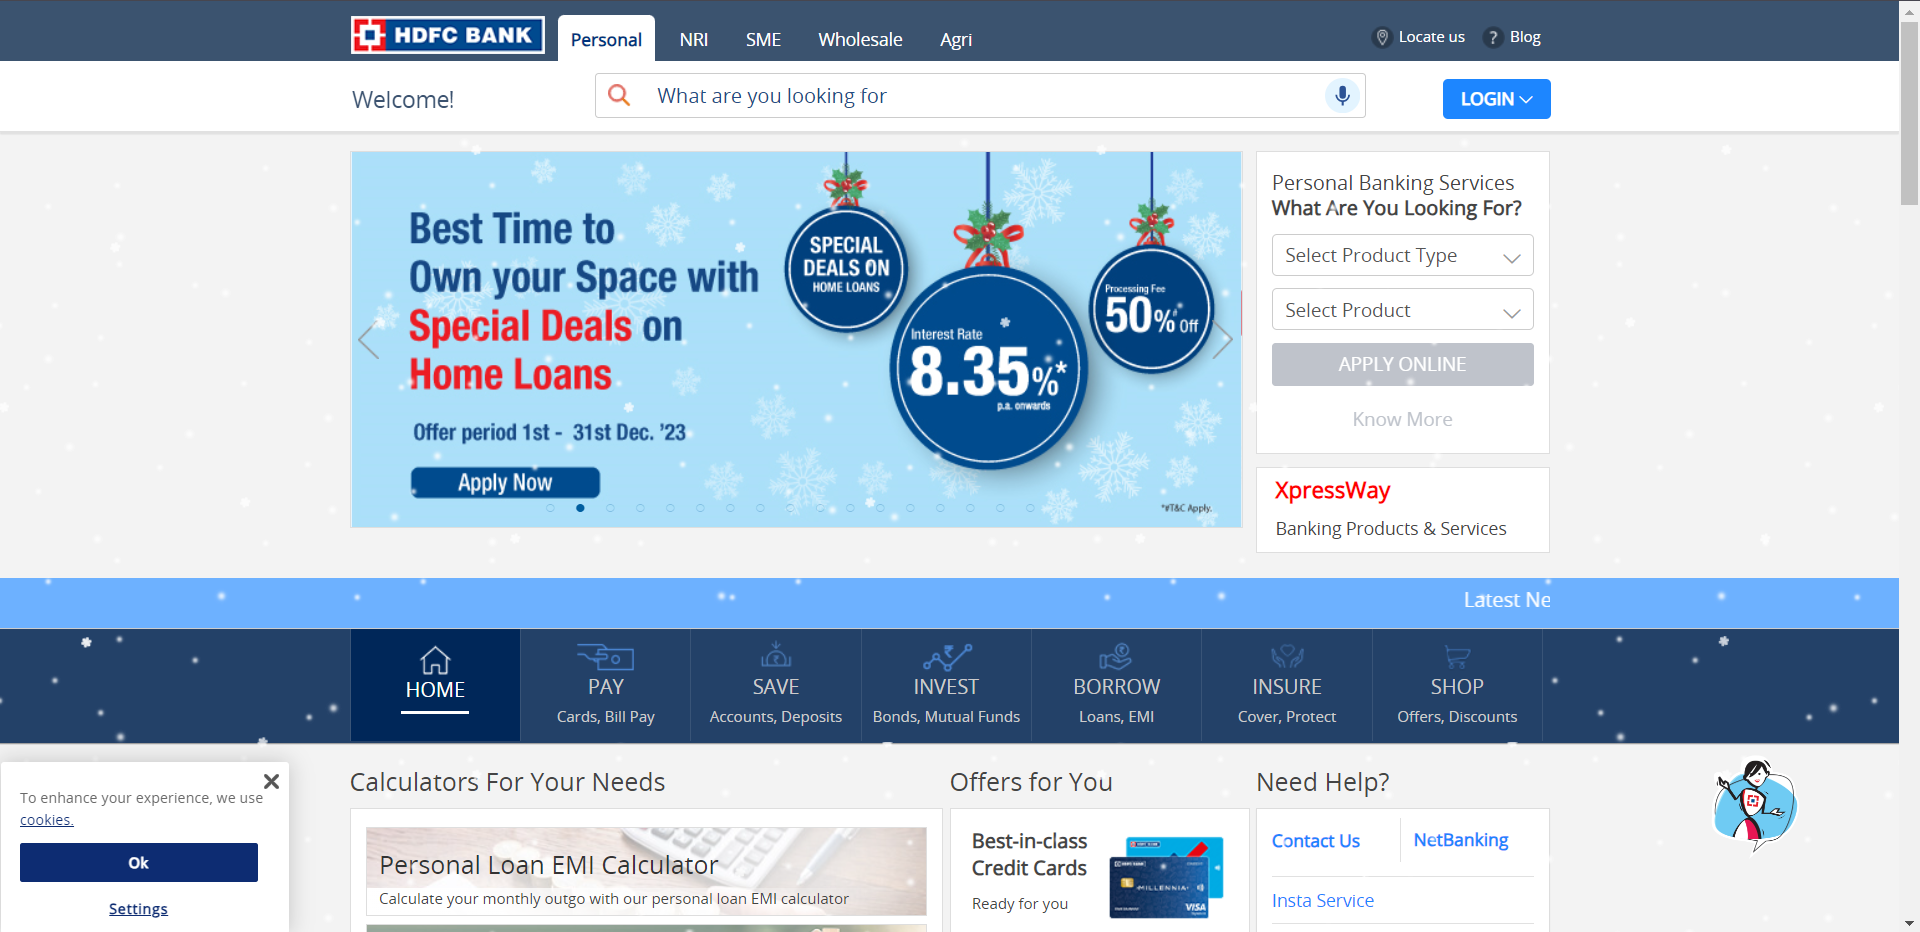 HDFC BANK
Personal
NRI
SME
Wholesale
Agri
Locate us
? Blog
Welcome!
What are you looking for
LOGIN
Best Time to
Own your Space with
Special Deals on
Home Loans
Offer period 1st - 31st Dec. '23
Apply Now
SPECIAL
DEALS ON
HOME LOANS
Interest Rate
8.35%*
p.a. onwards
Processing Fee
50%# Off
*#T&C Apply.
Personal Banking Services
What Are You Looking For?
Select Product Type
Select Product
APPLY ONLINE
Know More
XpressWay
Banking Products & Services
Latest Ne
HOME
PAY
Cards, Bill Pay
SAVE
Accounts, Deposits
INVEST
Bonds, Mutual Funds
BORROW
Loans, EMI
INSURE
Cover, Protect
SHOP
Offers, Discounts
To enhance your experience, we use
cookies.
Ok
Settings
Calculators For Your Needs
Personal Loan EMI Calculator
Calculate your monthly outgo with our personal loan EMI calculator
Offers for You
Best-in-class
Credit Cards
Ready for you
HDFC BANK
MILLENNIA
VISA
Need Help?
Contact Us
NetBanking
Insta Service